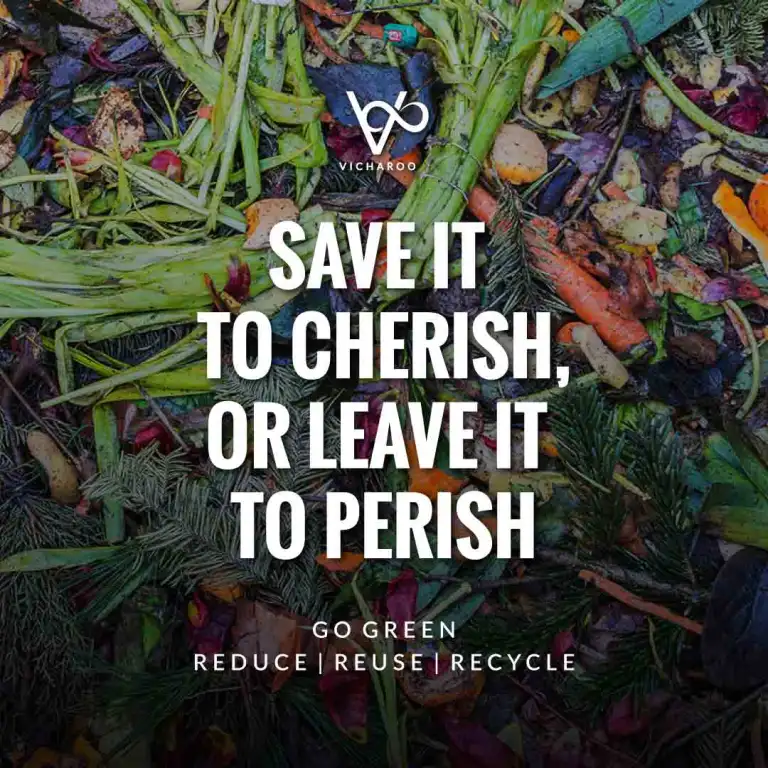 VICHAROO
SAVE IT
TO CHERISH,
OR LEAVE IT
TO PERISH
GO GREEN
REDUCE | REUSE | RECYCLE